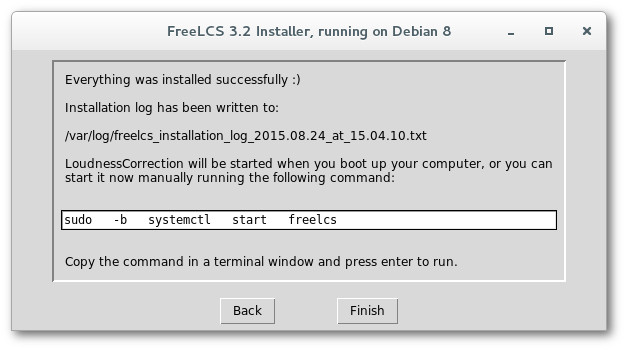 FreeLCS 3.2 Installer, running on Debian 8
Everything was installed successfully :)
Installation log has been written to:
/var/log/freelcs_installation_log_2015.08.24_at_15.04.10.txt
LoudnessCorrection will be started when you boot up your computer, or you can
start it now manually running the following command:
sudo   -b   systemctl   start   freelcs
Copy the command in a terminal window and press enter to run.
Back Finish